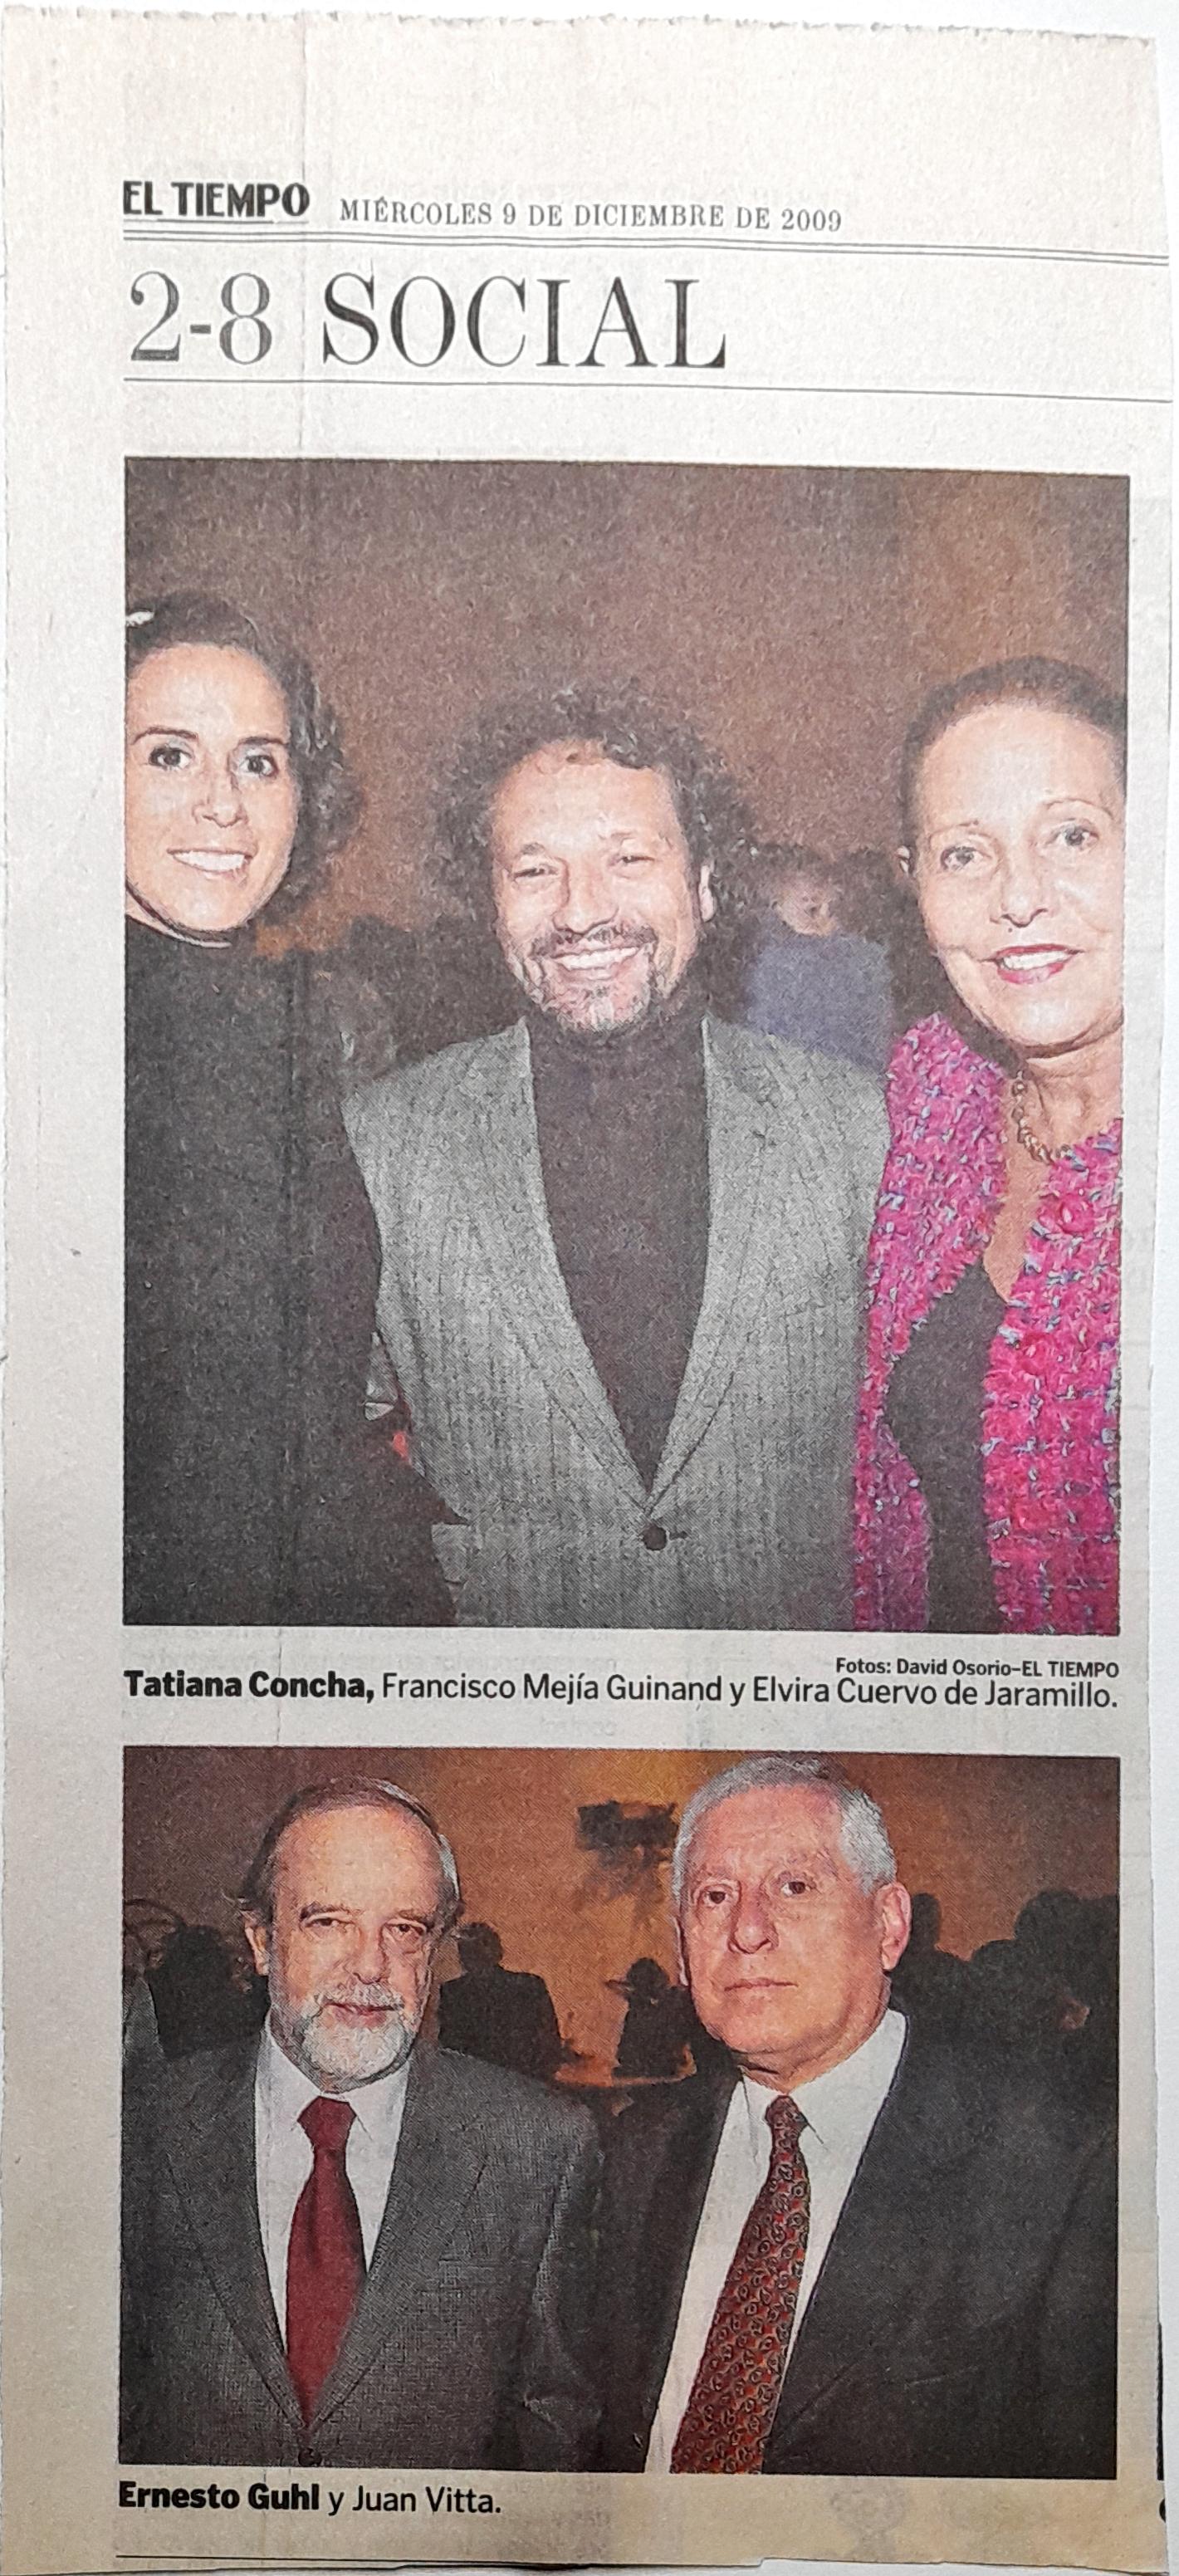 EL TIEMPO MIÉRCOLES 9 DE DICIEMBRE DE 2009
2-8 SOCIAL
Fotos: David Osorio-EL TIEMPO
Tatiana Concha, Francisco Mejía Guinand y Elvira Cuervo de Jaramillo.
Ernesto Guhl y Juan Vitta.